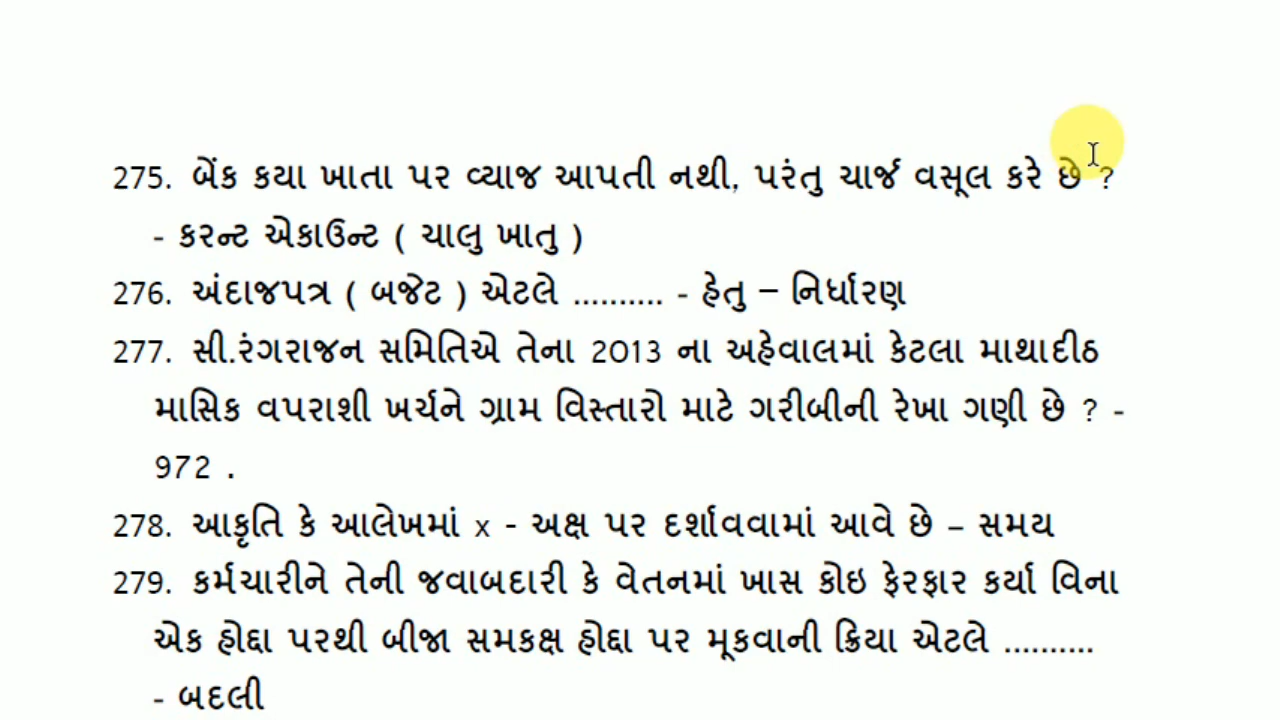 275. બેંક કયા ખાતા પર વ્યાજ આપતી નથી, પરંતુ ચાર્જ વસૂલ કરે છે ?
- કરન્ટ એકાઉન્ટ ( ચાલુ ખાતુ )
276. અંદાજપત્ર ( બજેટ ) એટલે .......... - હેતુ – નિર્ધારણ
277. સી.રંગરાજન સમિતિએ તેના 2013 ના અહેવાલમાં કેટલા માથાદીઠ
માસિક વપરાશી ખર્ચને ગ્રામ વિસ્તારો માટે ગરીબીની રેખા ગણી છે ? -
972 .
278. આકૃતિ કે આલેખમાં x - અક્ષ પર દર્શાવવામાં આવે છે – સમય
279. કર્મચારીને તેની જવાબદારી કે વેતનમાં ખાસ કોઇ ફેરફાર કર્યા વિના
એક હોદ્દા પરથી બીજા સમકક્ષ હોદ્દા પર મૂકવાની ક્રિયા એટલે ..........
- બદલી